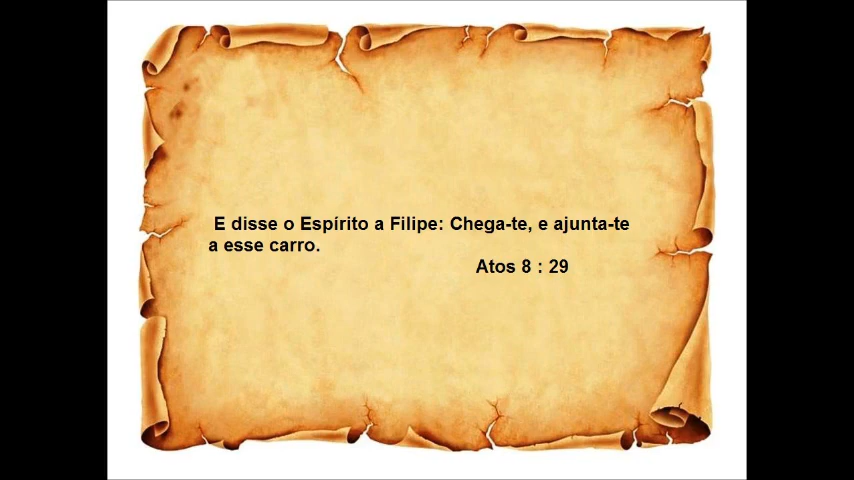 E disse o Espírito a Filipe: Chega-te, e ajunta-te
a esse carro.
Atos 8 : 29